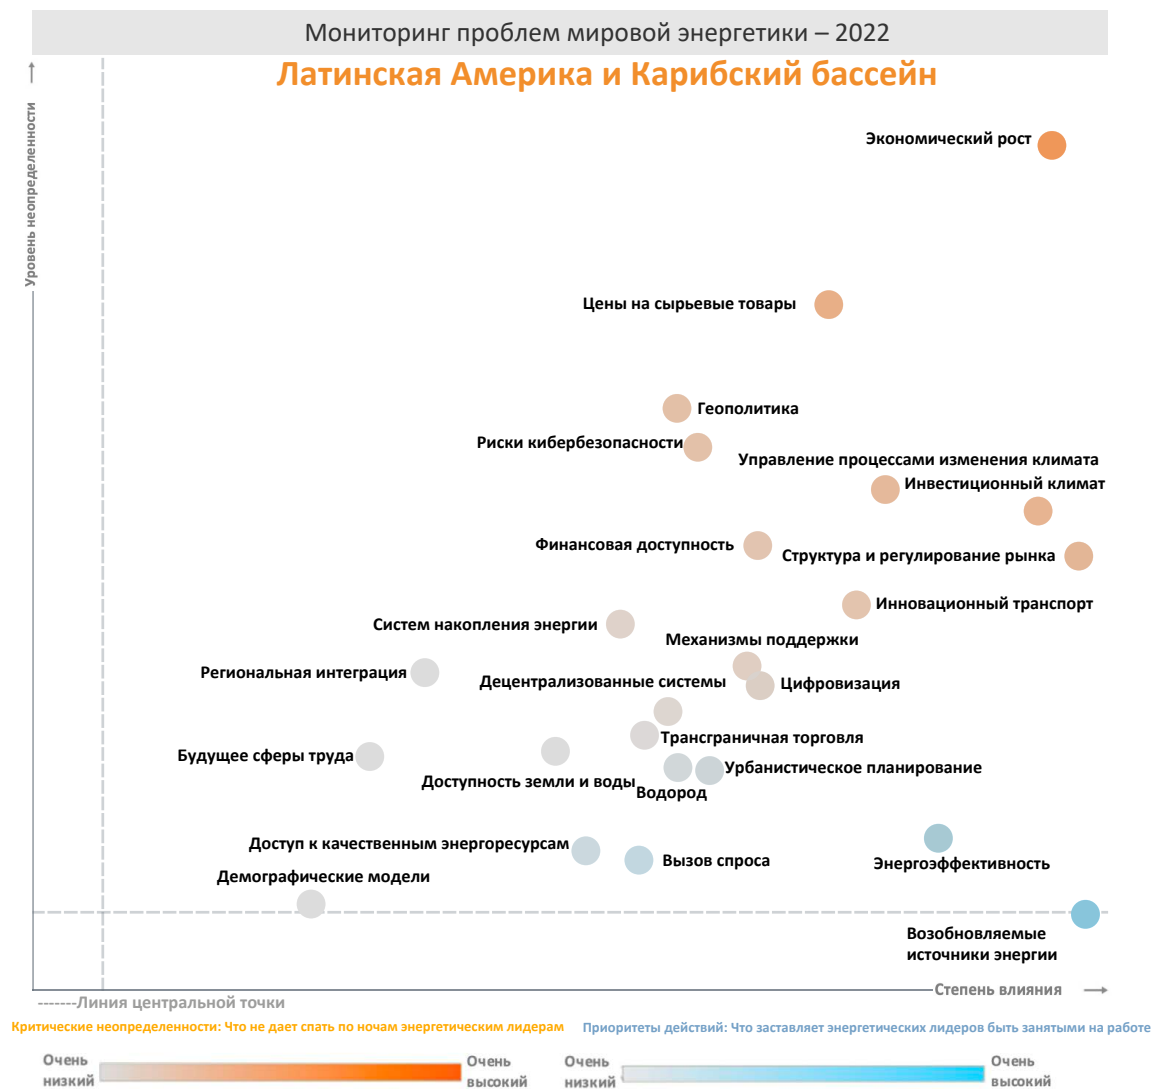 Мониторинг проблем мировой энергетики – 2022
Латинская Америка и Карибский бассейн
Уровень неопределенности
Экономический рост
Цены на сырьевые товары
Геополитика
Риски кибербезопасности
Управление процессами изменения климата
Инвестиционный климат
Финансовая доступность
Структура и регулирование рынка
Инновационный транспорт
Систем накопления энергии
Механизмы поддержки
Региональная интеграция
Децентрализованные системы
Цифровизация
Трансграничная торговля
Будущее сферы труда
Доступность земли и воды
Урбанистическое планирование
Водород
Доступ к качественным энергоресурсам
Вызов спроса
Энергоэффективность
Демографические модели
Возобновляемые
источники энергии
Степень влияния
-------Линия центральной точки
Критические неопределенности: Что не дает спать по ночам энергетическим лидерам
Приоритеты действий: Что заставляет энергетических лидеров быть занятыми на работе
Очень
низкий
Очень
высокий
Очень
низкий
Очень
высокий